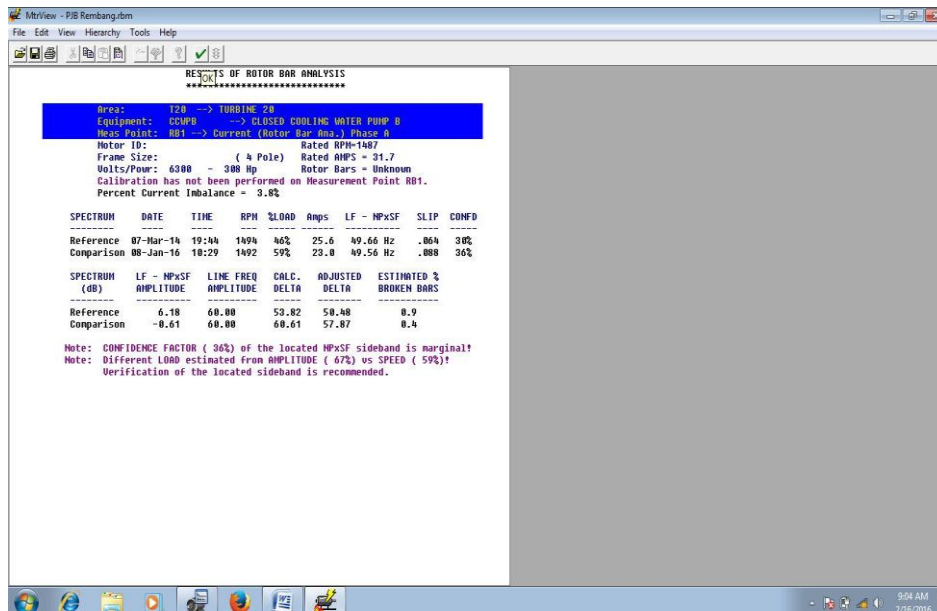 MtrView - PJB Rembang.rbm
File Edit View Hierarchy Tools Help
RESULTS OF ROTOR BAR ANALYSIS
OK
*****************************
Area: T20 --> TURBINE 20
Equipment: CCWPB --> CLOSED COOLING WATER PUMP B
Meas Point: RB1 --> Current (Rotor Bar Ana.) Phase A
Motor ID: Rated RPM=1487
Frame Size: ( 4 Pole) Rated AMPS = 31.7
Volts/Powr: 6300 - 308 Hp Rotor Bars = Unknown
Calibration has not been performed on Measurement Point RB1.
Percent Current Imbalance = 3.8%
SPECTRUM DATE TIME RPM %LOAD Amps LF - NPxSF SLIP CONFD
-------- ---- ---- --- ----- ---- ---------- ---- -----
Reference 07-Mar-14 19:44 1494 46% 25.6 49.66 Hz .064 30%
Comparison 08-Jan-16 10:29 1492 59% 23.0 49.56 Hz .088 36%
SPECTRUM LF - NPxSF LINE FREQ CALC. ADJUSTED ESTIMATED %
(dB) AMPLITUDE AMPLITUDE DELTA DELTA BROKEN BARS
-------- ---------- --------- ----- -------- -----------
Reference 6.18 60.00 53.82 50.48 0.9
Comparison -0.61 60.00 60.61 57.87 0.4
Note: CONFIDENCE FACTOR ( 36%) of the located NPxSF sideband is marginal!
Note: Different LOAD estimated from AMPLITUDE ( 67%) vs SPEED ( 59%)!
Verification of the located sideband is recommended.
9:04 AM
2/16/2016